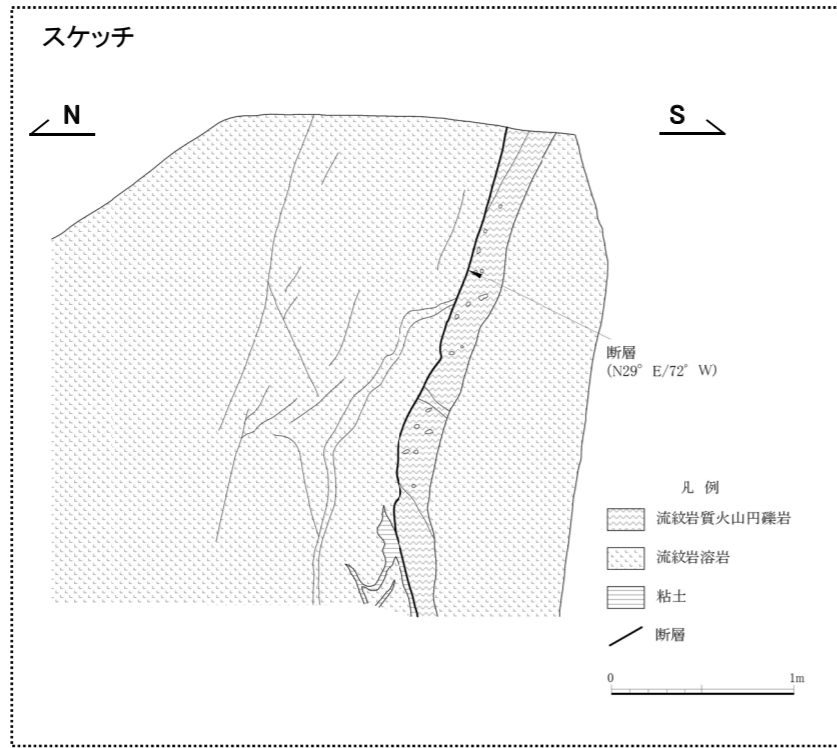 スケッチ
N
S
断層
(N29° E/72° W)
凡 例
流紋岩質火山円礫岩
流紋岩溶岩
粘土
断層
0 1m